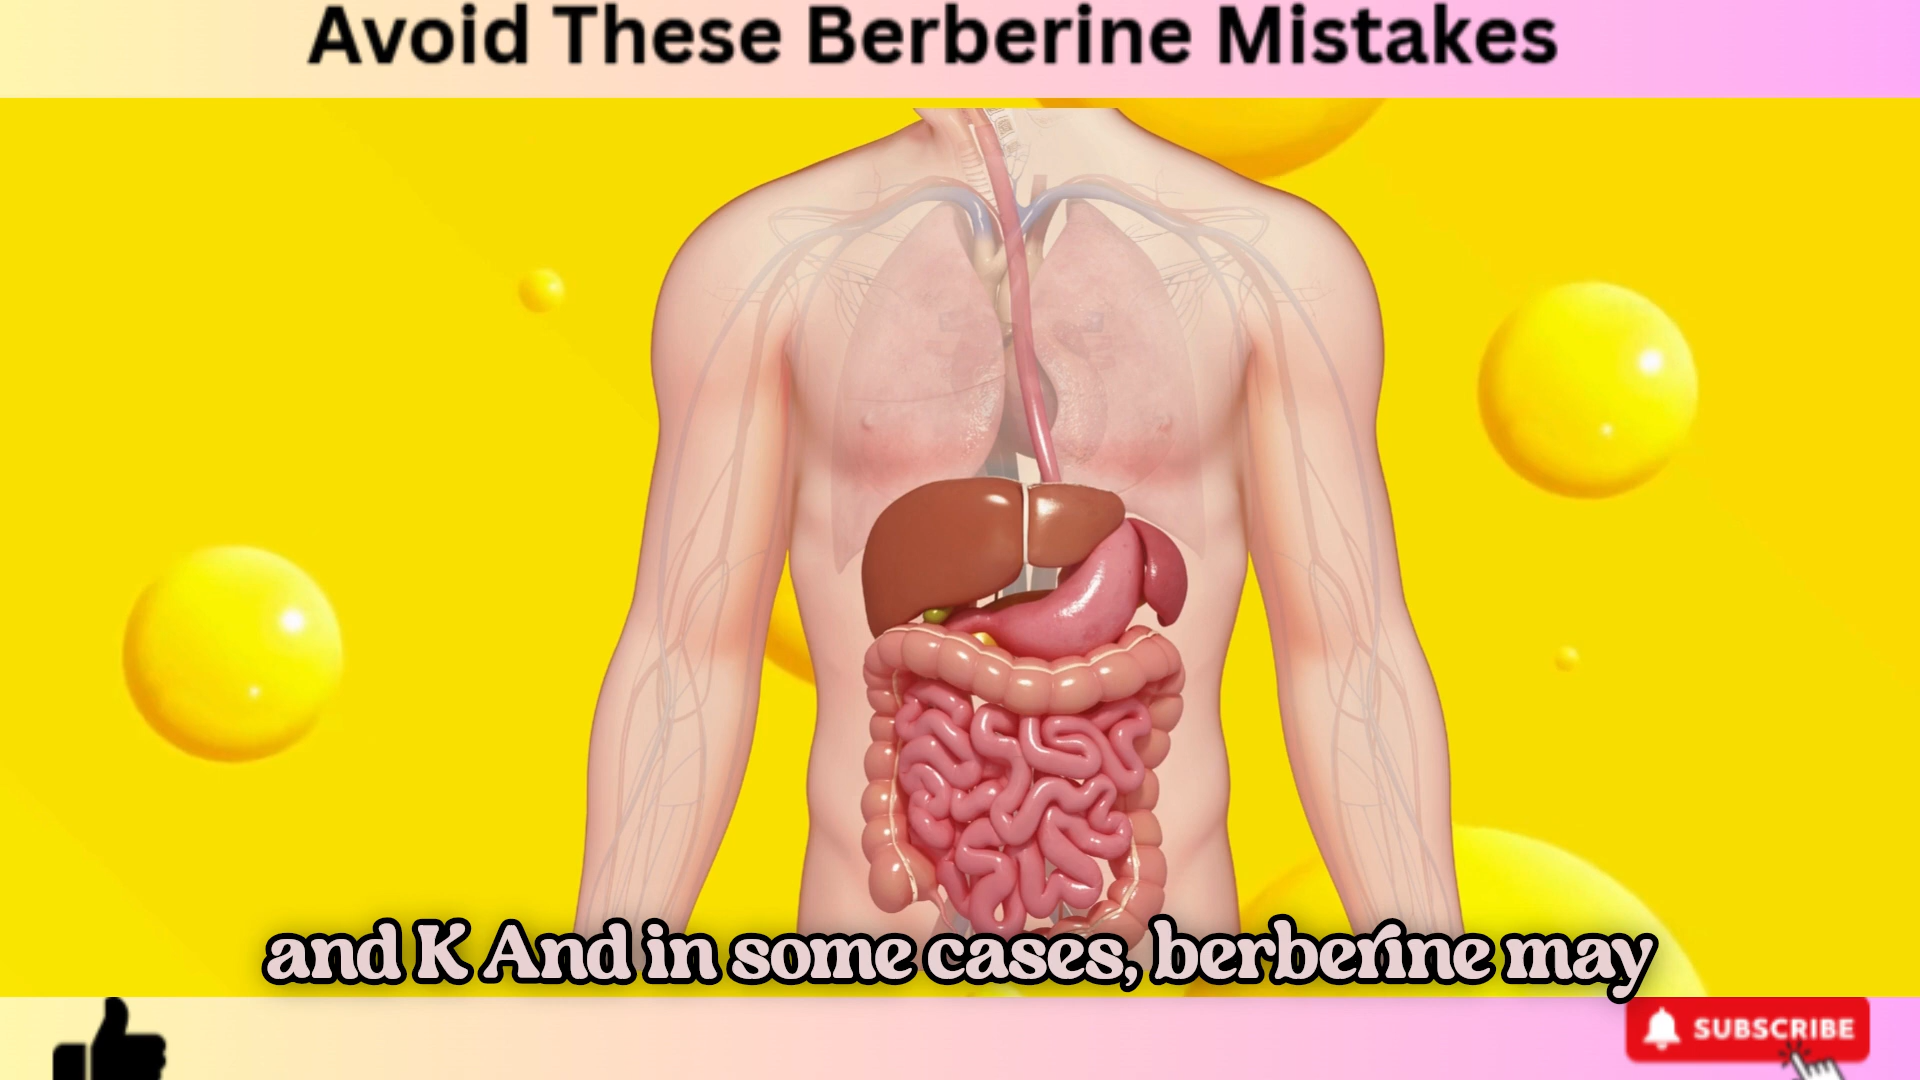 Avoid These Berberine Mistakes
and K And in some cases, berberine may
SUBSCRIBE